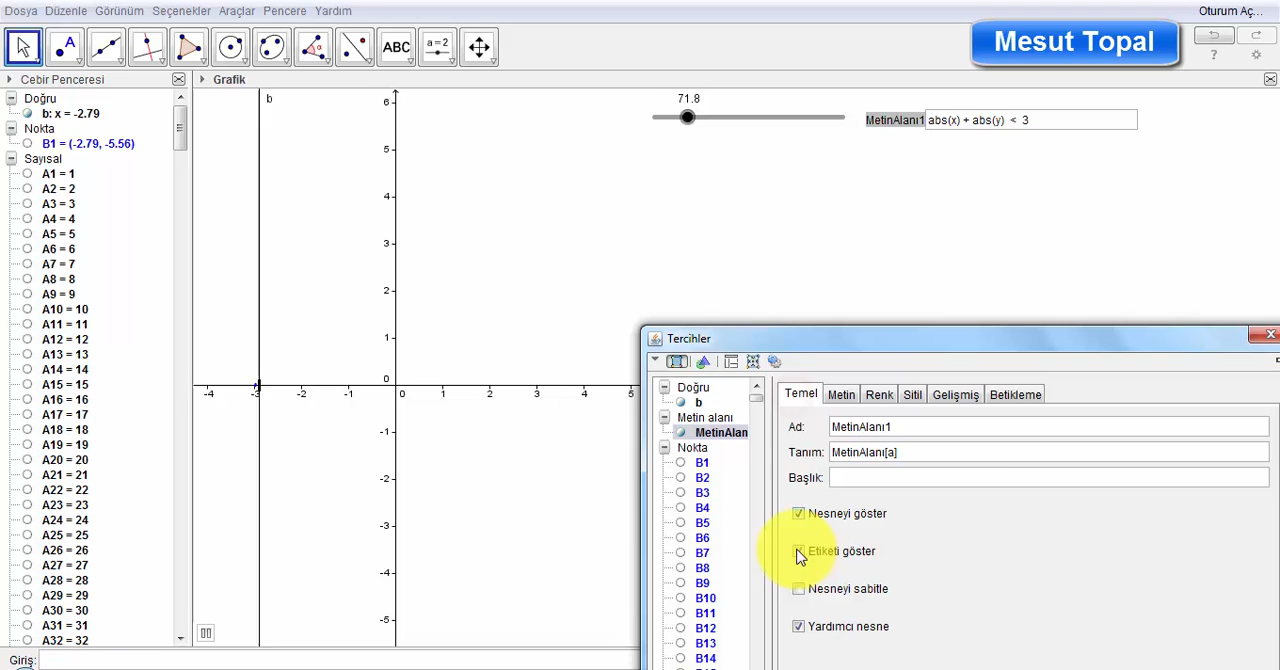 Dosya Düzenle Görünüm Seçenekler Araçlar Pencere Yardım
Oturum Aç...
ABC
a=2
Mesut Topal
?
Cebir Penceresi
Grafik
Doğru
b: x = -2.79
Nokta
B1 = (-2.79, -5.56)
Sayısal
A1 = 1
A2 = 2
A3 = 3
A4 = 4
A5 = 5
A6 = 6
A7 = 7
A8 = 8
A9 = 9
A10 = 10
A11 = 11
A12 = 12
A13 = 13
A14 = 14
A15 = 15
A16 = 16
A17 = 17
A18 = 18
A19 = 19
A20 = 20
A21 = 21
A22 = 22
A23 = 23
A24 = 24
A25 = 25
A26 = 26
A27 = 27
A28 = 28
A29 = 29
A30 = 30
A31 = 31
A32 = 32
b
6
5
4
3
2
1
0
-1
-2
-3
-4
-5
-4 -3 -2 -1 0 1 2 3 4 5
71.8
MetinAlanı1 abs(x) + abs(y) < 3
Tercihler
Doğru
b
Metin alanı
MetinAlan
Nokta
B1
B2
B3
B4
B5
B6
B7
B8
B9
B10
B11
B12
B13
B14
Temel Metin Renk Sitil Gelişmiş Betikleme
Ad: MetinAlanı1
Tanım: MetinAlanı[a]
Başlık:
Nesneyi göster
Etiketi göster
Nesneyi sabitle
Yardımcı nesne
Giriş: